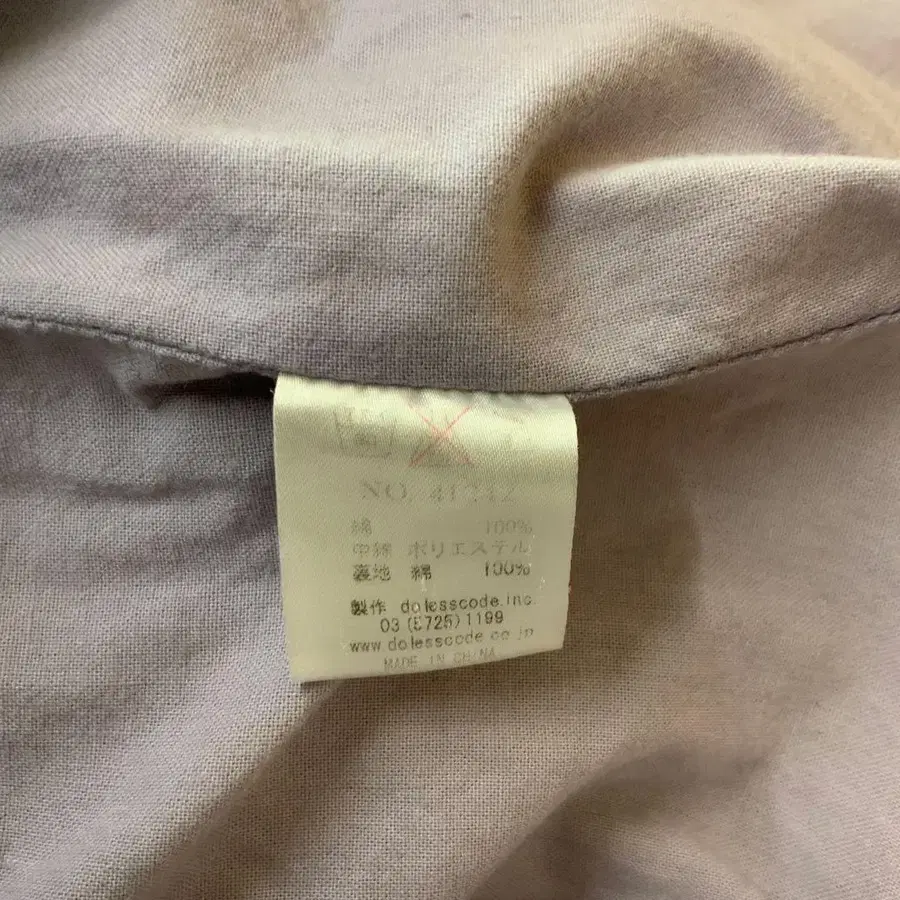 NO.
綿 100%
中綿 ポリエステル
裏地 綿 100%
製作 dolesscode.inc.
03(5725)1199
www.dolesscode.co.jp
MADE IN CHINA